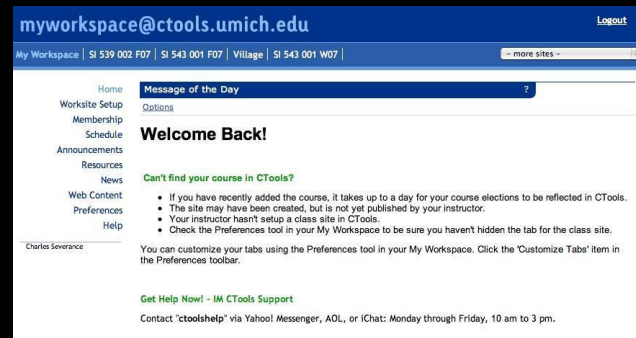 myworkspace@ctools.umich.edu
Logout
My Workspace | SI 539 002 F07 | SI 543 001 F07 | Village | SI 543 001 W07 |
- more sites -
Home
Worksite Setup
Membership
Schedule
Announcements
Resources
News
Web Content
Preferences
Help
Charles Severance
Message of the Day ?
Options
Welcome Back!
Can't find your course in CTools?
• If you have recently added the course, it takes up to a day for your course elections to be reflected in CTools.
• The site may have been created, but is not yet published by your instructor.
• Your instructor hasn't setup a class site in CTools.
• Check the Preferences tool in your My Workspace to be sure you haven't hidden the tab for the class site.
You can customize your tabs using the Preferences tool in your My Workspace. Click the 'Customize Tabs' item in
the Preferences toolbar.
Get Help Now! - IM CTools Support
Contact "ctoolshelp" via Yahoo! Messenger, AOL, or iChat: Monday through Friday, 10 am to 3 pm.